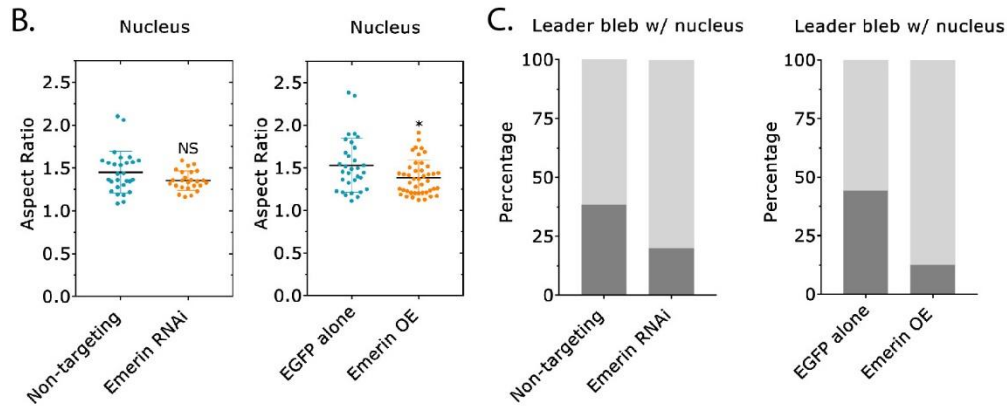 B.
Nucleus
Aspect Ratio
2.5
2.0
1.5
1.0
0.5
0.0
NS
Non-targeting
Emerin RNAi
Nucleus
Aspect Ratio
2.5
2.0
1.5
1.0
0.5
0.0
*
EGFP alone
Emerin OE
C.
Leader bleb w/ nucleus
Percentage
100
75
50
25
0
Non-targeting
Emerin RNAi
Leader bleb w/ nucleus
Percentage
100
75
50
25
0
EGFP alone
Emerin OE